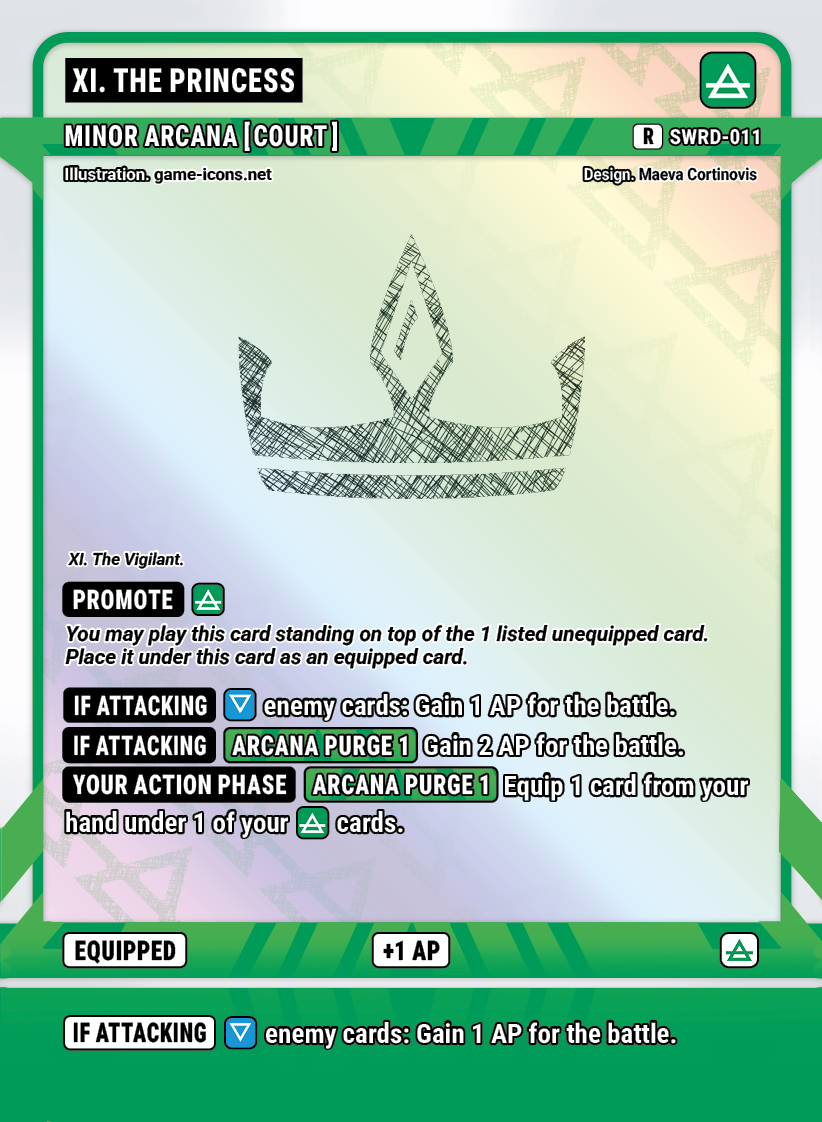 XI. THE PRINCESS
MINOR ARCANA [COURT]
R SWRD-011
Illustration. game-icons.net
Design. Maeva Cortinovis
XI. The Vigilant.
PROMOTE
You may play this card standing on top of the 1 listed unequipped card.
Place it under this card as an equipped card.
IF ATTACKING enemy cards: Gain 1 AP for the battle.
IF ATTACKING ARCANA PURGE 1 Gain 2 AP for the battle.
YOUR ACTION PHASE ARCANA PURGE 1 Equip 1 card from your
hand under 1 of your cards.
EQUIPPED
+1 AP
IF ATTACKING enemy cards: Gain 1 AP for the battle.